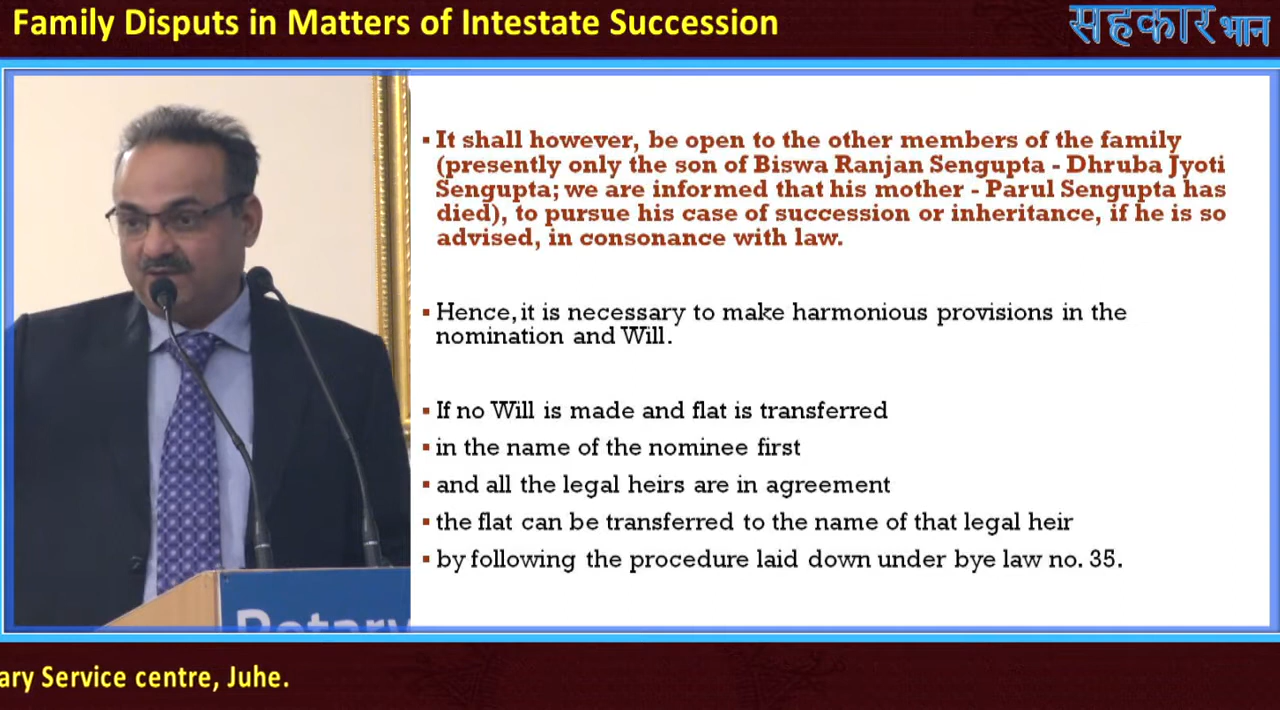 Family Disputs in Matters of Intestate Succession
सहकार भान
▪ It shall however, be open to the other members of the family
(presently only the son of Biswa Ranjan Sengupta - Dhruba Jyoti
Sengupta; we are informed that his mother - Parul Sengupta has
died), to pursue his case of succession or inheritance, if he is so
advised, in consonance with law.
▪ Hence, it is necessary to make harmonious provisions in the
nomination and Will.
▪ If no Will is made and flat is transferred
▪ in the name of the nominee first
▪ and all the legal heirs are in agreement
▪ the flat can be transferred to the name of that legal heir
▪ by following the procedure laid down under bye law no. 35.
Rotary
ary Service centre, Juhe.